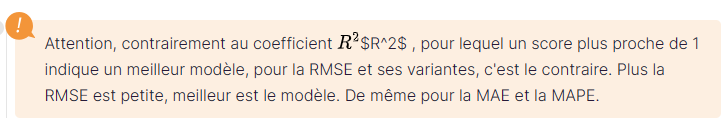 !
Attention, contrairement au coefficient R²$R^2$ , pour lequel un score plus proche de 1
indique un meilleur modèle, pour la RMSE et ses variantes, c'est le contraire. Plus la
RMSE est petite, meilleur est le modèle. De même pour la MAE et la MAPE.